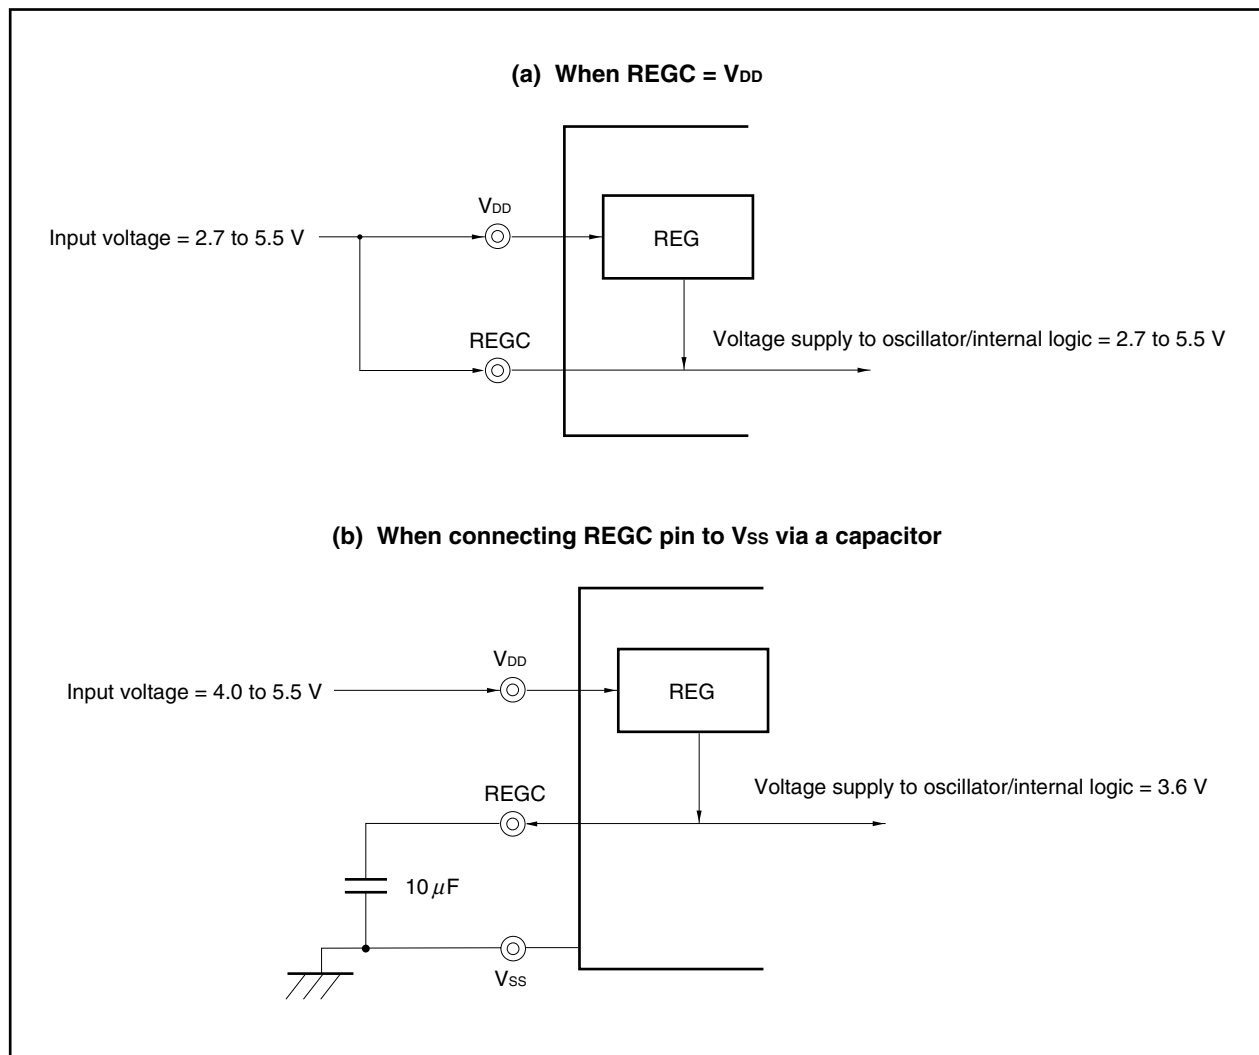 (a) When REGC = VDD
VDD
Input voltage = 2.7 to 5.5 V
REG
REGC
Voltage supply to oscillator/internal logic = 2.7 to 5.5 V
(b) When connecting REGC pin to VSS via a capacitor
VDD
Input voltage = 4.0 to 5.5 V
REG
REGC
Voltage supply to oscillator/internal logic = 3.6 V
10 μF
VSS